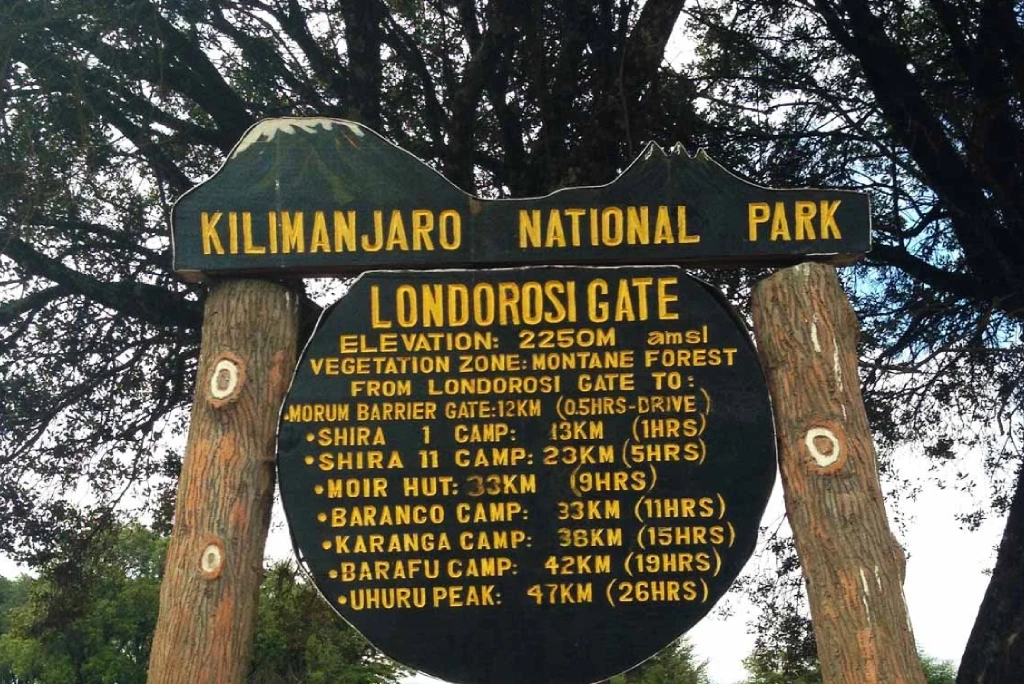 KILIMANJARO NATIONAL PARK
LONDOROSI GATE
ELEVATION: 2250M amsl
VEGETATION ZONE: MONTANE FOREST
FROM LONDOROSI GATE TO:
MORUM BARRIER GATE: 12KM (0.5HRS-DRIVE)
•SHIRA 1 CAMP: 13KM (1HRS)
•SHIRA 11 CAMP: 23KM (5HRS)
•MOIR HUT: 33KM (9HRS)
•BARANCO CAMP: 33KM (11HRS)
•KARANGA CAMP: 38KM (15HRS)
•BARAFU CAMP: 42KM (19HRS)
•UHURU PEAK: 47KM (26HRS)